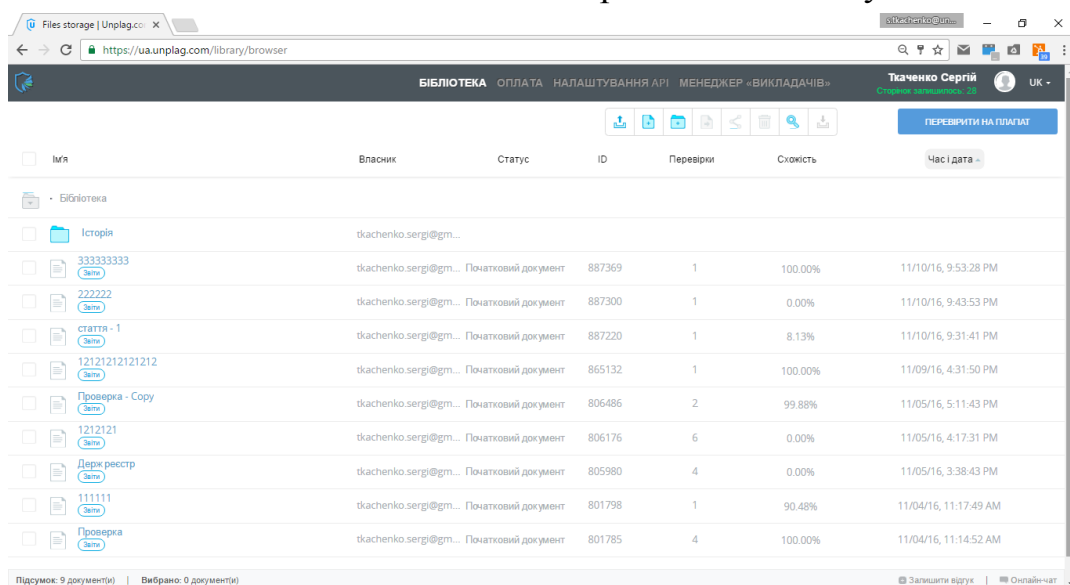 Files storage | Unplag.co
https://ua.unplag.com/library/browser
БІБЛІОТЕКА ОПЛАТА НАЛАШТУВАННЯ API МЕНЕДЖЕР «ВИКЛАДАЧІВ»
Ткаченко Сергій
Сторінок залишилось: 28
UK
ПЕРЕВІРИТИ НА ПЛАГІАТ
Ім'я Власник Статус ID Перевірки Схожість Час і дата
Бібліотека
Історія tkachenko.sergi@gm...
333333333
Звіти
tkachenko.sergi@gm... Початковий документ 887369 1 100.00% 11/10/16, 9:53:28 PM
222222
Звіти
tkachenko.sergi@gm... Початковий документ 887300 1 0.00% 11/10/16, 9:43:53 PM
стаття - 1
Звіти
tkachenko.sergi@gm... Початковий документ 887220 1 8.13% 11/10/16, 9:31:41 PM
12121212121212
Звіти
tkachenko.sergi@gm... Початковий документ 865132 1 100.00% 11/09/16, 4:31:50 PM
Проверка - Copy
Звіти
tkachenko.sergi@gm... Початковий документ 806486 2 99.88% 11/05/16, 5:11:43 PM
1212121
Звіти
tkachenko.sergi@gm... Початковий документ 806176 6 0.00% 11/05/16, 4:17:31 PM
Держ реєстр
Звіти
tkachenko.sergi@gm... Початковий документ 805980 4 0.00% 11/05/16, 3:38:43 PM
111111
Звіти
tkachenko.sergi@gm... Початковий документ 801798 1 90.48% 11/04/16, 11:17:49 AM
Проверка
Звіти
tkachenko.sergi@gm... Початковий документ 801785 4 100.00% 11/04/16, 11:14:52 AM
Підсумок: 9 документ(и) | Вибрано: 0 документ(и)
Залишити відгук | Онлайн-чат